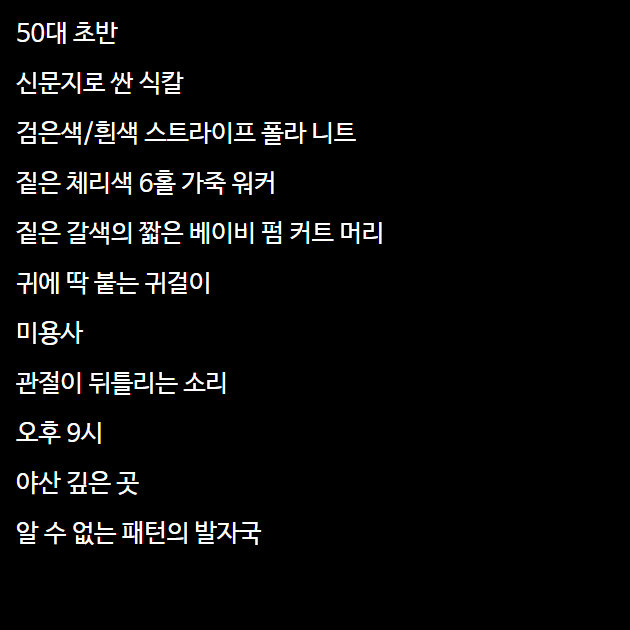 50대 초반
신문지로 싼 식칼
검은색/흰색 스트라이프 폴라 니트
짙은 체리색 6홀 가죽 워커
짙은 갈색의 짧은 베이비 펌 커트 머리
귀에 딱 붙는 귀걸이
미용사
관절이 뒤틀리는 소리
오후 9시
야산 깊은 곳
알 수 없는 패턴의 발자국